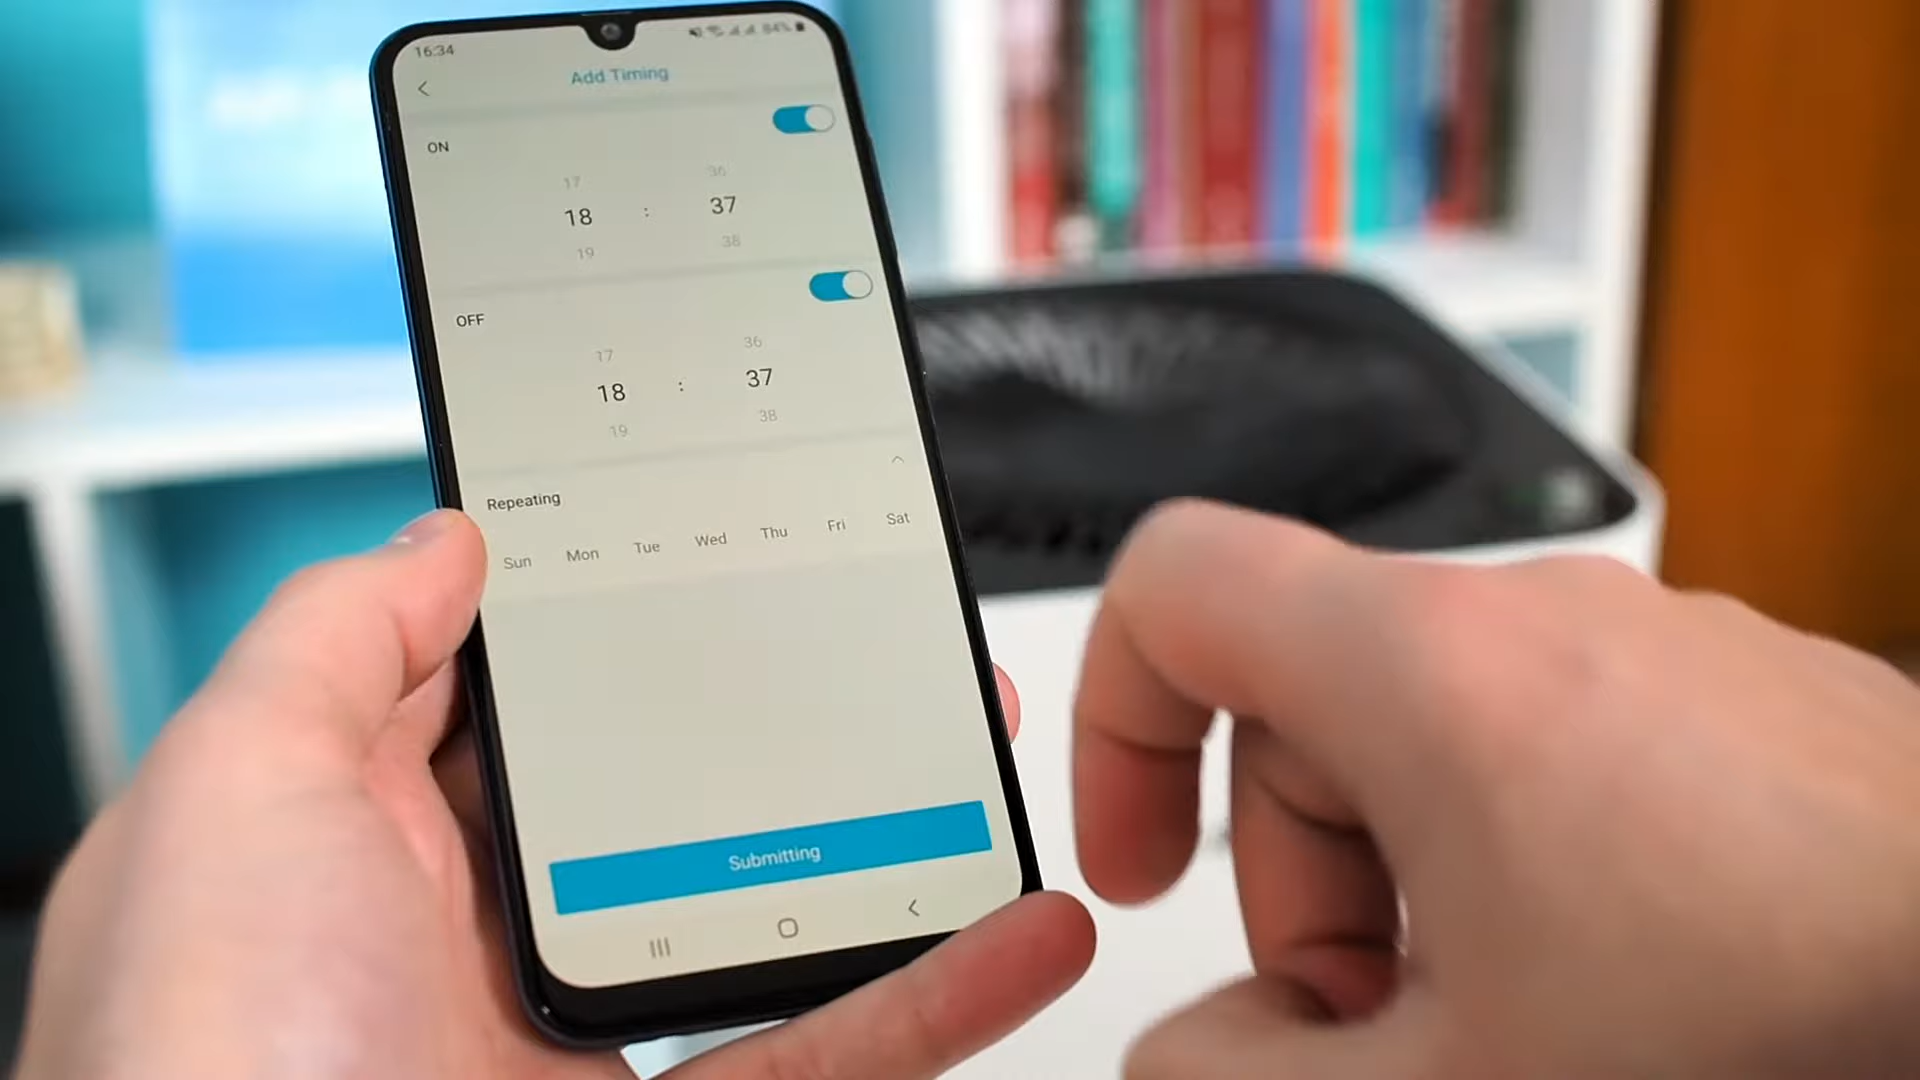 16:34
84%
Add Timing
ON
17 36
18 : 37
19 38
OFF
17 36
18 : 37
19 38
Repeating
Sun Mon Tue Wed Thu Fri Sat
Submitting